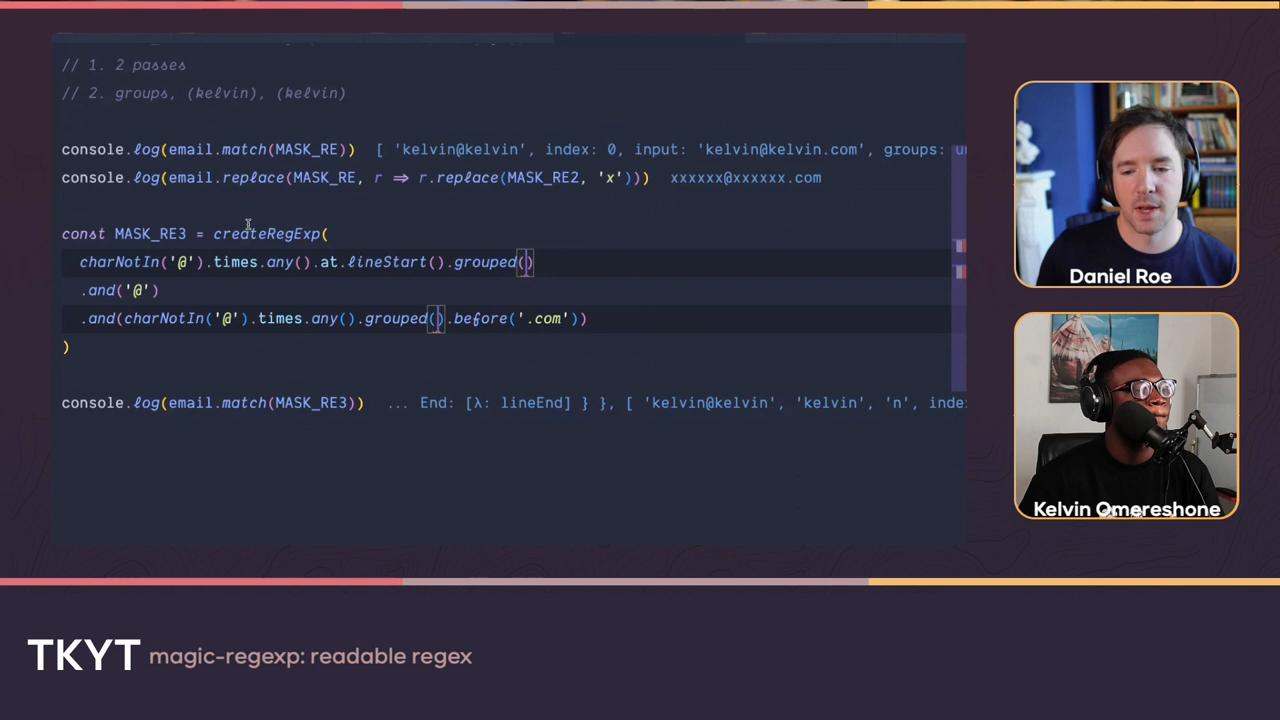 // 1. 2 passes
// 2. groups, (kelvin), (kelvin)
console.log(email.match(MASK_RE)) [ 'kelvin@kelvin', index: 0, input: 'kelvin@kelvin.com', groups: un
console.log(email.replace(MASK_RE, r => r.replace(MASK_RE2, 'x'))) xxxxxx@xxxxxx.com
const MASK_RE3 = createRegExp(
charNotIn('@').times.any().at.lineStart().grouped()
.and('@')
.and(charNotIn('@').times.any().grouped().before('.com'))
)
console.log(email.match(MASK_RE3)) ... End: [λ: lineEnd] } }, [ 'kelvin@kelvin', 'kelvin', 'n', inde
Daniel Roe
Kelvin Omereshone
TKYT magic-regexp: readable regex